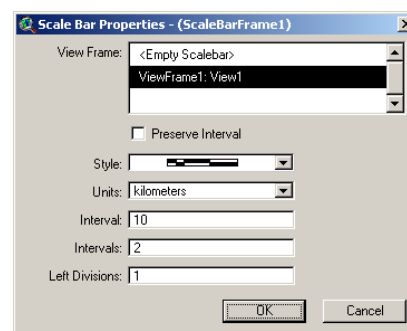 Scale Bar Properties - (ScaleBarFrame1)
View Frame:
<Empty Scalebar>
ViewFrame1: View1
Preserve Interval
Style:
Units: kilometers
Interval: 10
Intervals: 2
Left Divisions: 1
OK Cancel